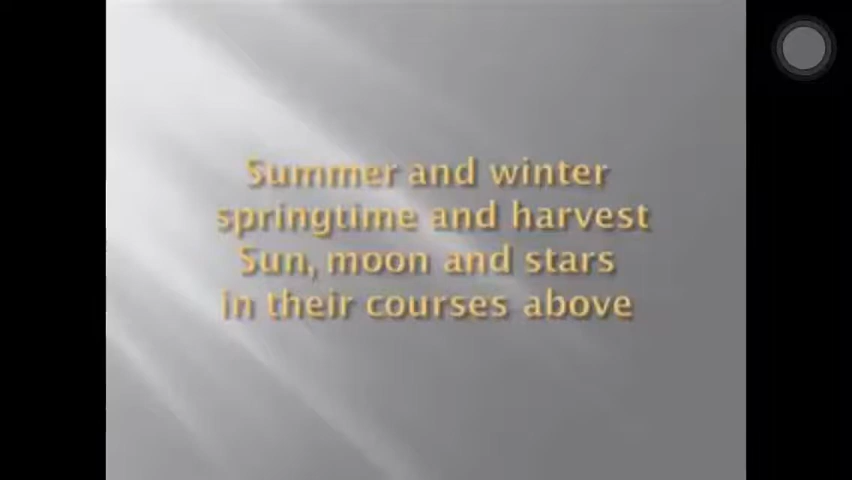 Summer and winter
springtime and harvest
Sun, moon and stars
in their courses above